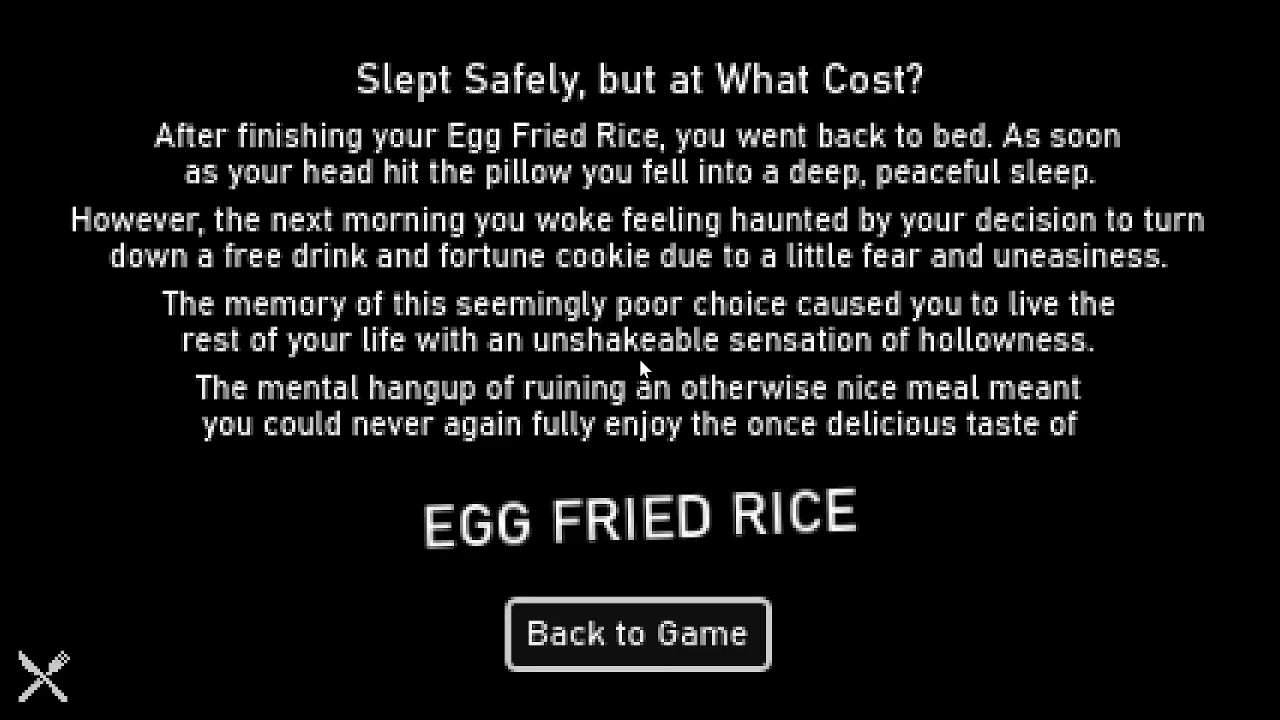 Slept Safely, but at What Cost?
After finishing your Egg Fried Rice, you went back to bed. As soon
as your head hit the pillow you fell into a deep, peaceful sleep.
However, the next morning you woke feeling haunted by your decision to turn
down a free drink and fortune cookie due to a little fear and uneasiness.
The memory of this seemingly poor choice caused you to live the
rest of your life with an unshakeable sensation of hollowness.
The mental hangup of ruining an otherwise nice meal meant
you could never again fully enjoy the once delicious taste of
EGG FRIED RICE
Back to Game